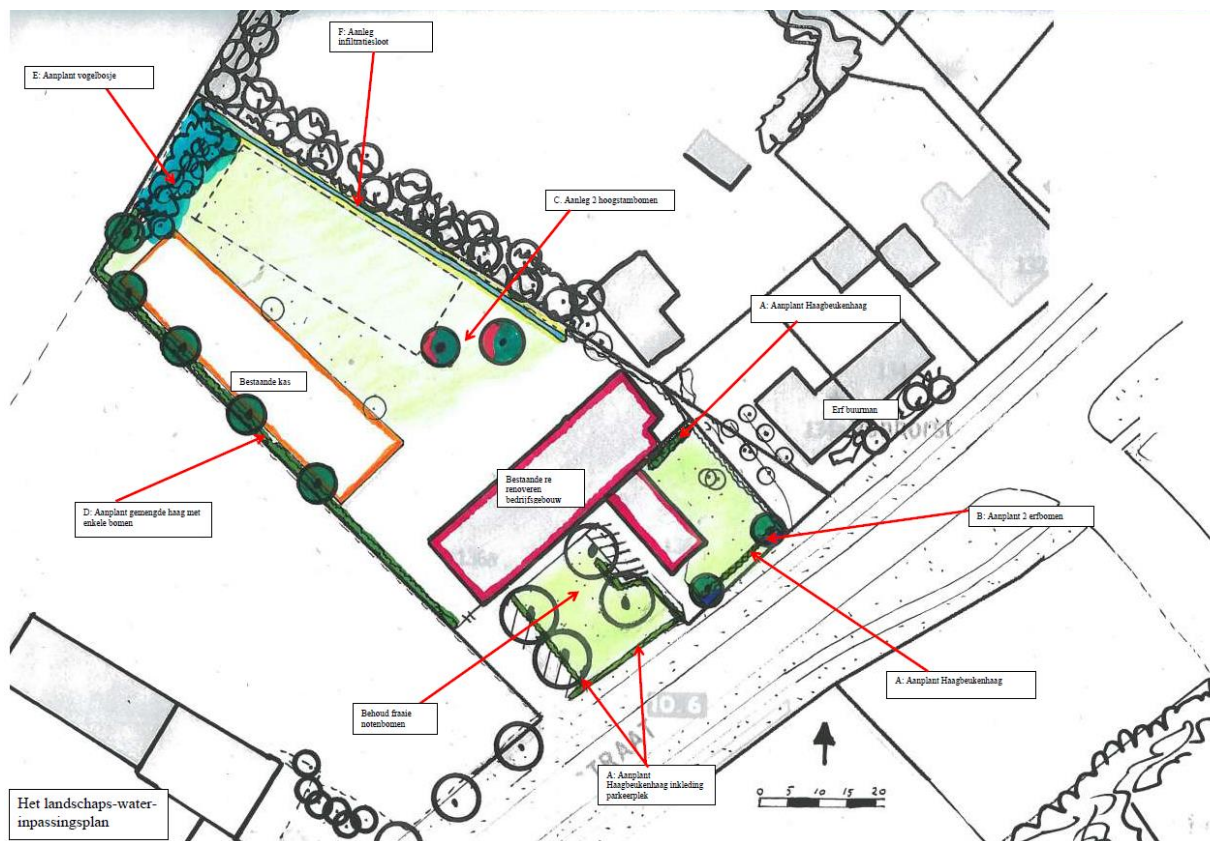 F: Aanleg
infiltratiesloot
E: Aanplant vogelbosje
C. Aanleg 2 hoogstambomen
A: Aanplant Haagbeukenhaag
Bestaande kas
Erf buurman
Bestaande re
renoveren
bedrijfsgebouw
D: Aanplant gemengde haag met
enkele bomen
B: Aanplant 2 erfbomen
136a
A: Aanplant Haagbeukenhaag
Behoud fraaie
notenbomen
10.6
STRAAT
A: Aanplant
Haagbeukenhaag inkleding
parkeerplek
0 5 10 15 20
Het landschaps-water-
inpassingsplan